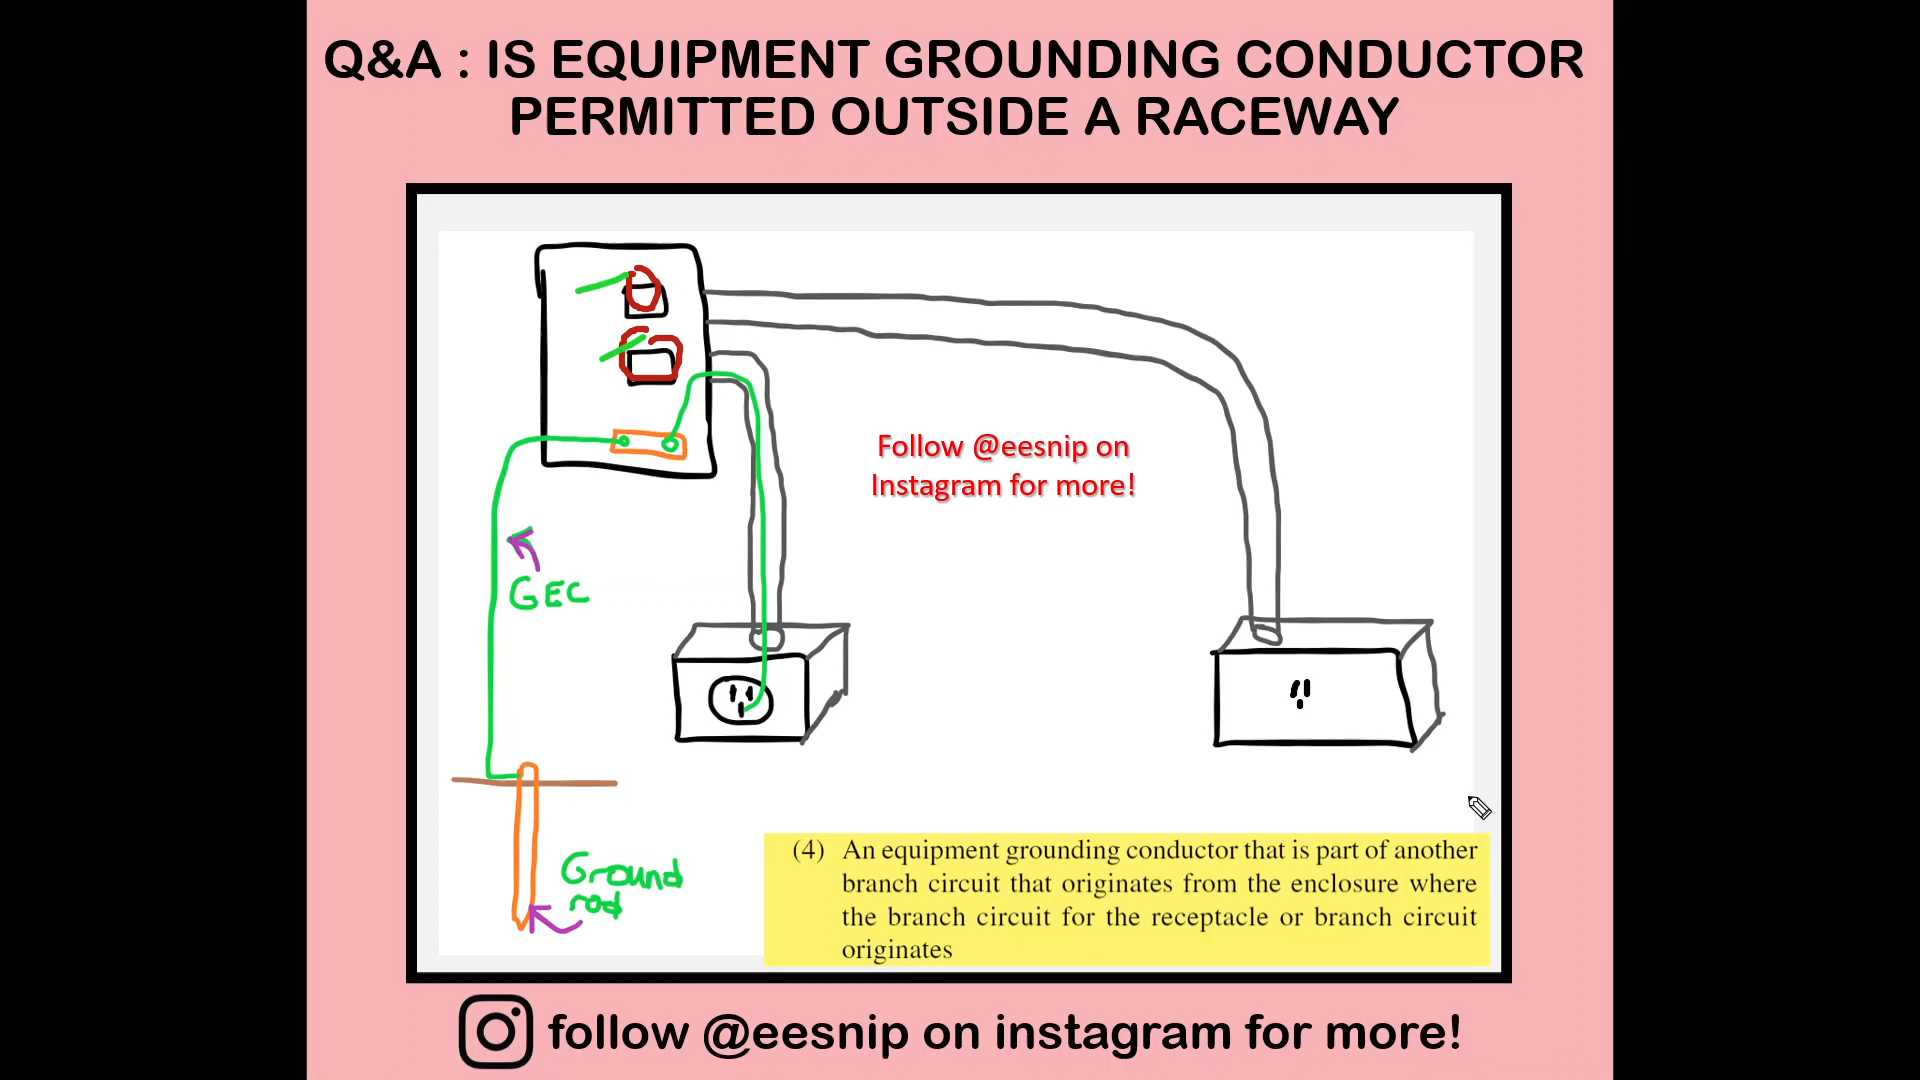 Q&A : IS EQUIPMENT GROUNDING CONDUCTOR
PERMITTED OUTSIDE A RACEWAY
Follow @eesnip on
Instagram for more!
GEC
Ground
rod
(4) An equipment grounding conductor that is part of another
branch circuit that originates from the enclosure where
the branch circuit for the receptacle or branch circuit
originates
follow @eesnip on instagram for more!